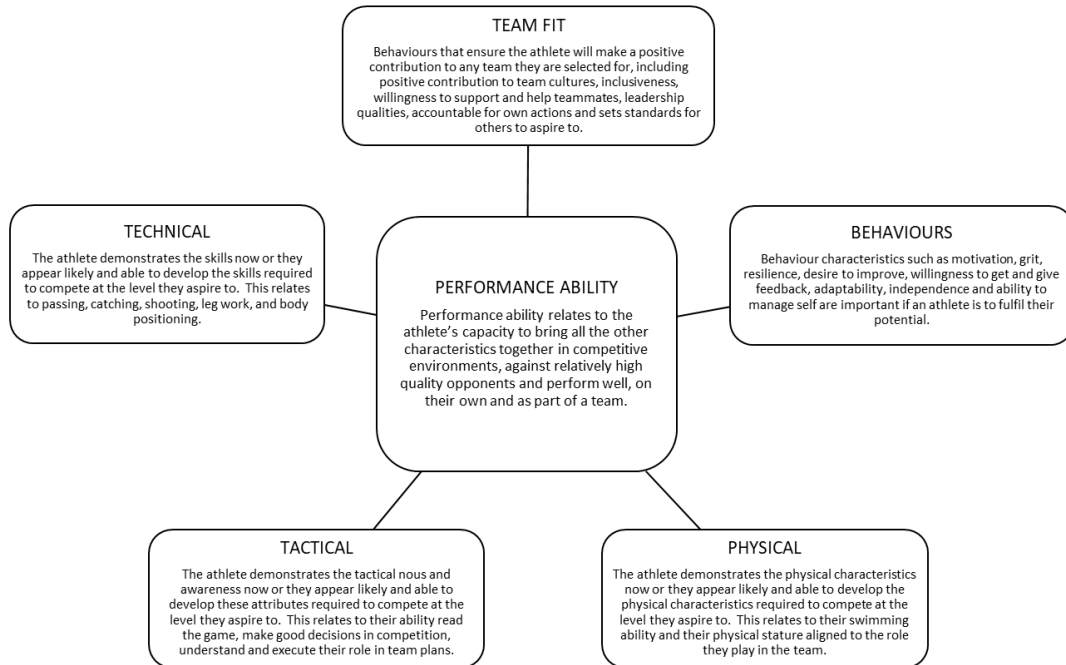 TEAM FIT
Behaviours that ensure the athlete will make a positive
contribution to any team they are selected for, including
positive contribution to team cultures, inclusiveness,
willingness to support and help teammates, leadership
qualities, accountable for own actions and sets standards for
others to aspire to.
TECHNICAL
The athlete demonstrates the skills now or they
appear likely and able to develop the skills required
to compete at the level they aspire to.  This relates
to passing, catching, shooting, leg work, and body
positioning.
BEHAVIOURS
Behaviour characteristics such as motivation, grit,
resilience, desire to improve, willingness to get and give
feedback, adaptability, independence and ability to
manage self are important if an athlete is to fulfil their
potential.
PERFORMANCE ABILITY
Performance ability relates to the
athlete’s capacity to bring all the other
characteristics together in competitive
environments, against relatively high
quality opponents and perform well, on
their own and as part of a team.
TACTICAL
The athlete demonstrates the tactical nous and
awareness now or they appear likely and able to
develop these attributes required to compete at the
level they aspire to.  This relates to their ability read
the game, make good decisions in competition,
understand and execute their role in team plans.
PHYSICAL
The athlete demonstrates the physical characteristics
now or they appear likely and able to develop the
physical characteristics required to compete at the
level they aspire to.  This relates to their swimming
ability and their physical stature aligned to the role
they play in the team.